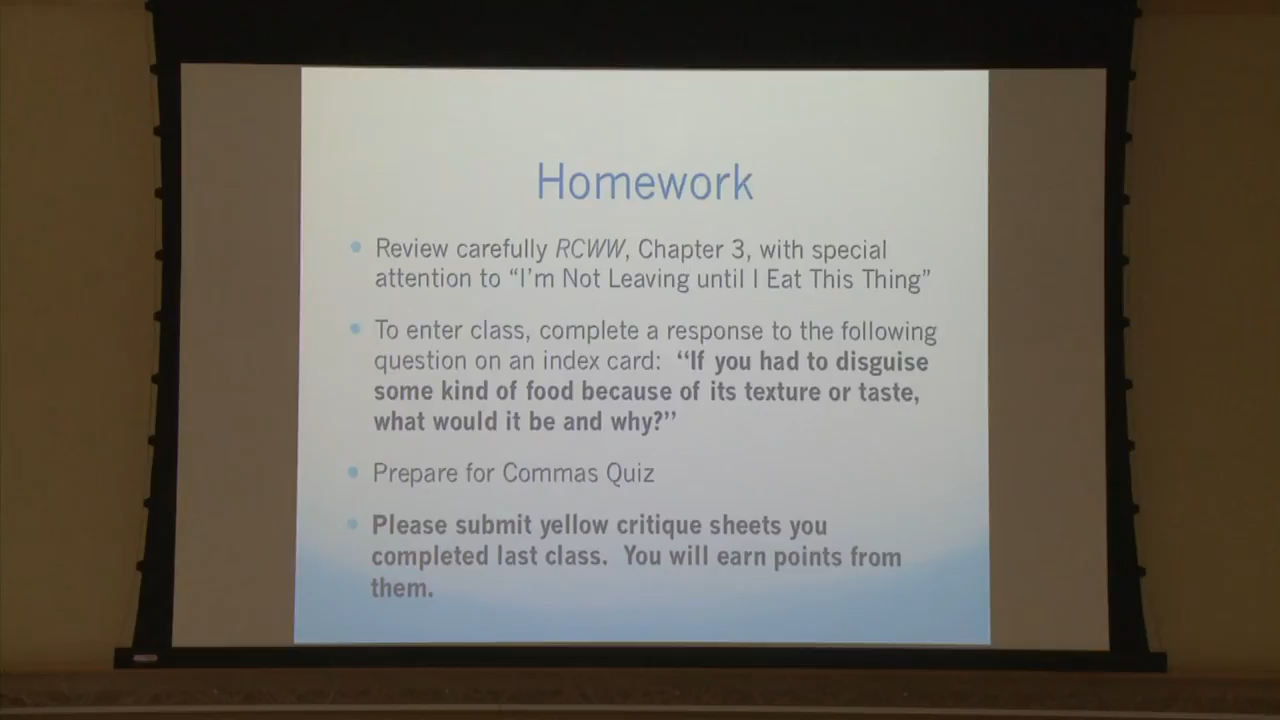 Homework
Review carefully RCWW, Chapter 3, with special
attention to “I’m Not Leaving until I Eat This Thing”
To enter class, complete a response to the following
question on an index card:  “If you had to disguise
some kind of food because of its texture or taste,
what would it be and why?”
Prepare for Commas Quiz
Please submit yellow critique sheets you
completed last class.  You will earn points from
them.